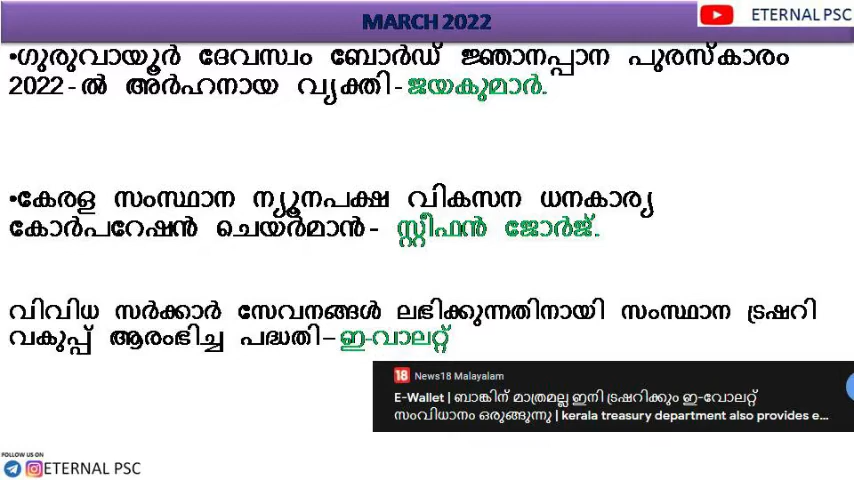 MARCH 2022
ETERNAL PSC
•ഗുരുവായൂർ ദേവസ്വം ബോർഡ് ജ്ഞാനപ്പാന പുരസ്കാരം
2022-ൽ അർഹനായ വ്യക്തി-ജയകുമാർ.
•കേരള സംസ്ഥാന ന്യൂനപക്ഷ വികസന ധനകാര്യ
കോർപറേഷൻ ചെയർമാൻ- സ്റ്റീഫൻ ജോർജ്.
വിവിധ സർക്കാർ സേവനങ്ങൾ ലഭിക്കുന്നതിനായി സംസ്ഥാന ട്രഷറി
വകുപ്പ് ആരംഭിച്ച പദ്ധതി–ഇ-വാലറ്റ്
18 News18 Malayalam
E-Wallet | ബാങ്കിന് മാത്രമല്ല ഇനി ട്രഷറിക്കും ഇ-വോലറ്റ്
സംവിധാനം ഒരുങ്ങുന്നു | kerala treasury department also provides e...
FOLLOW US ON
ETERNAL PSC